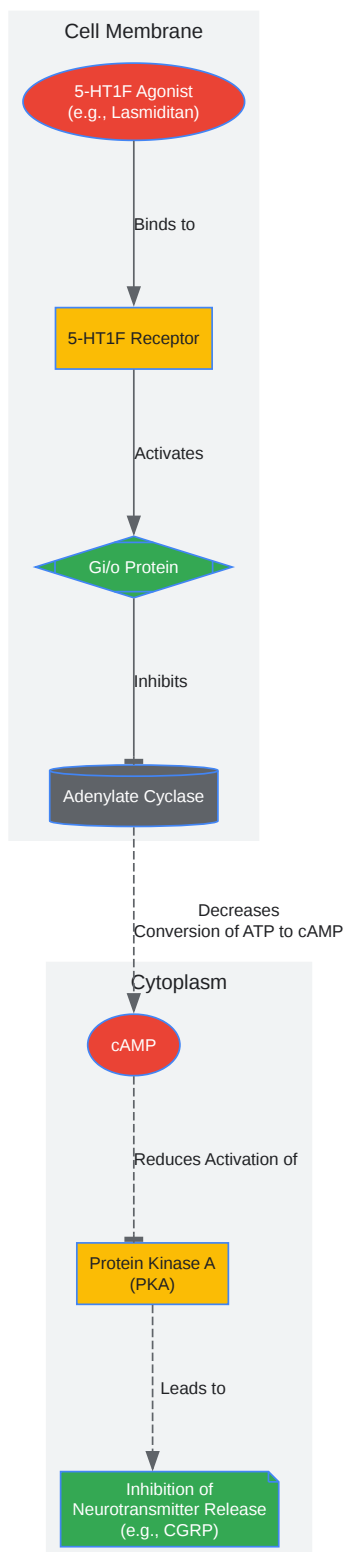 Cell Membrane
5-HT1F Agonist
(e.g., Lasmiditan)
Binds to
5-HT1F Receptor
Activates
Gi/o Protein
Inhibits
Adenylate Cyclase
Decreases
Conversion of ATP to cAMP
Cytoplasm
cAMP
Reduces Activation of
Protein Kinase A
(PKA)
Leads to
Inhibition of
Neurotransmitter Release
(e.g., CGRP)